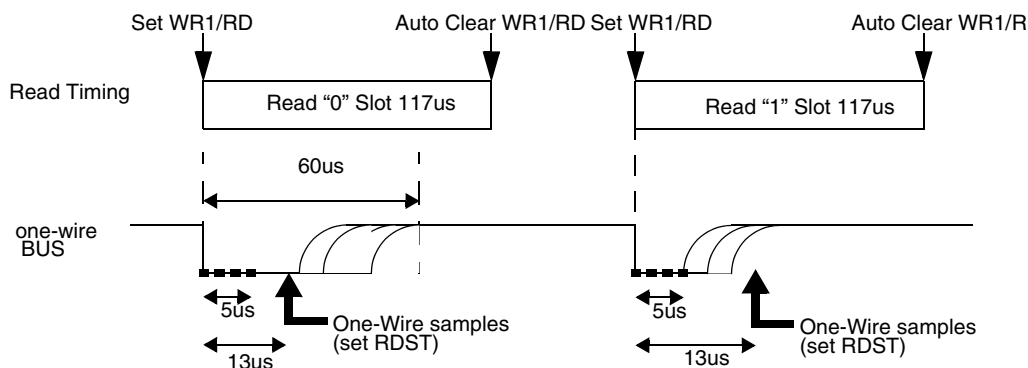 Set WR1/RD
Auto Clear WR1/RD
Set WR1/RD
Auto Clear WR1/R
Read Timing
Read “0” Slot 117us
Read “1” Slot 117us
60us
one-wire
BUS
5us
One-Wire samples
(set RDST)
13us
5us
One-Wire samples
(set RDST)
13us